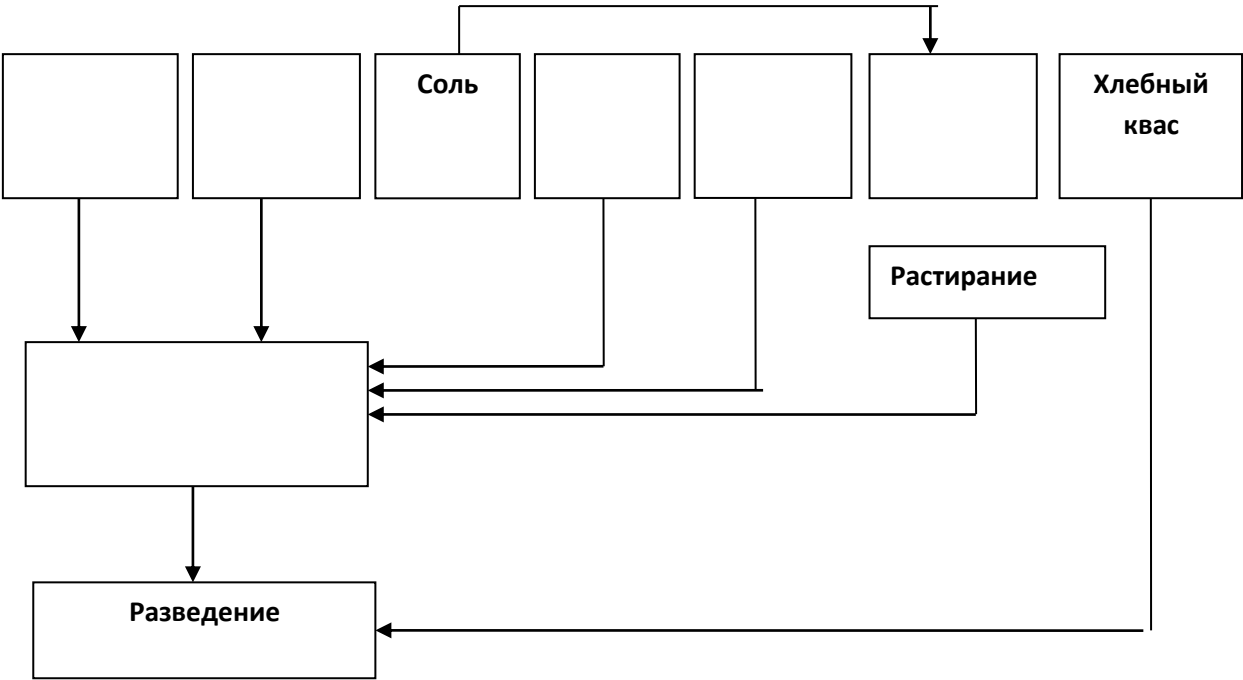 Соль
Хлебный
квас
Растирание
Разведение